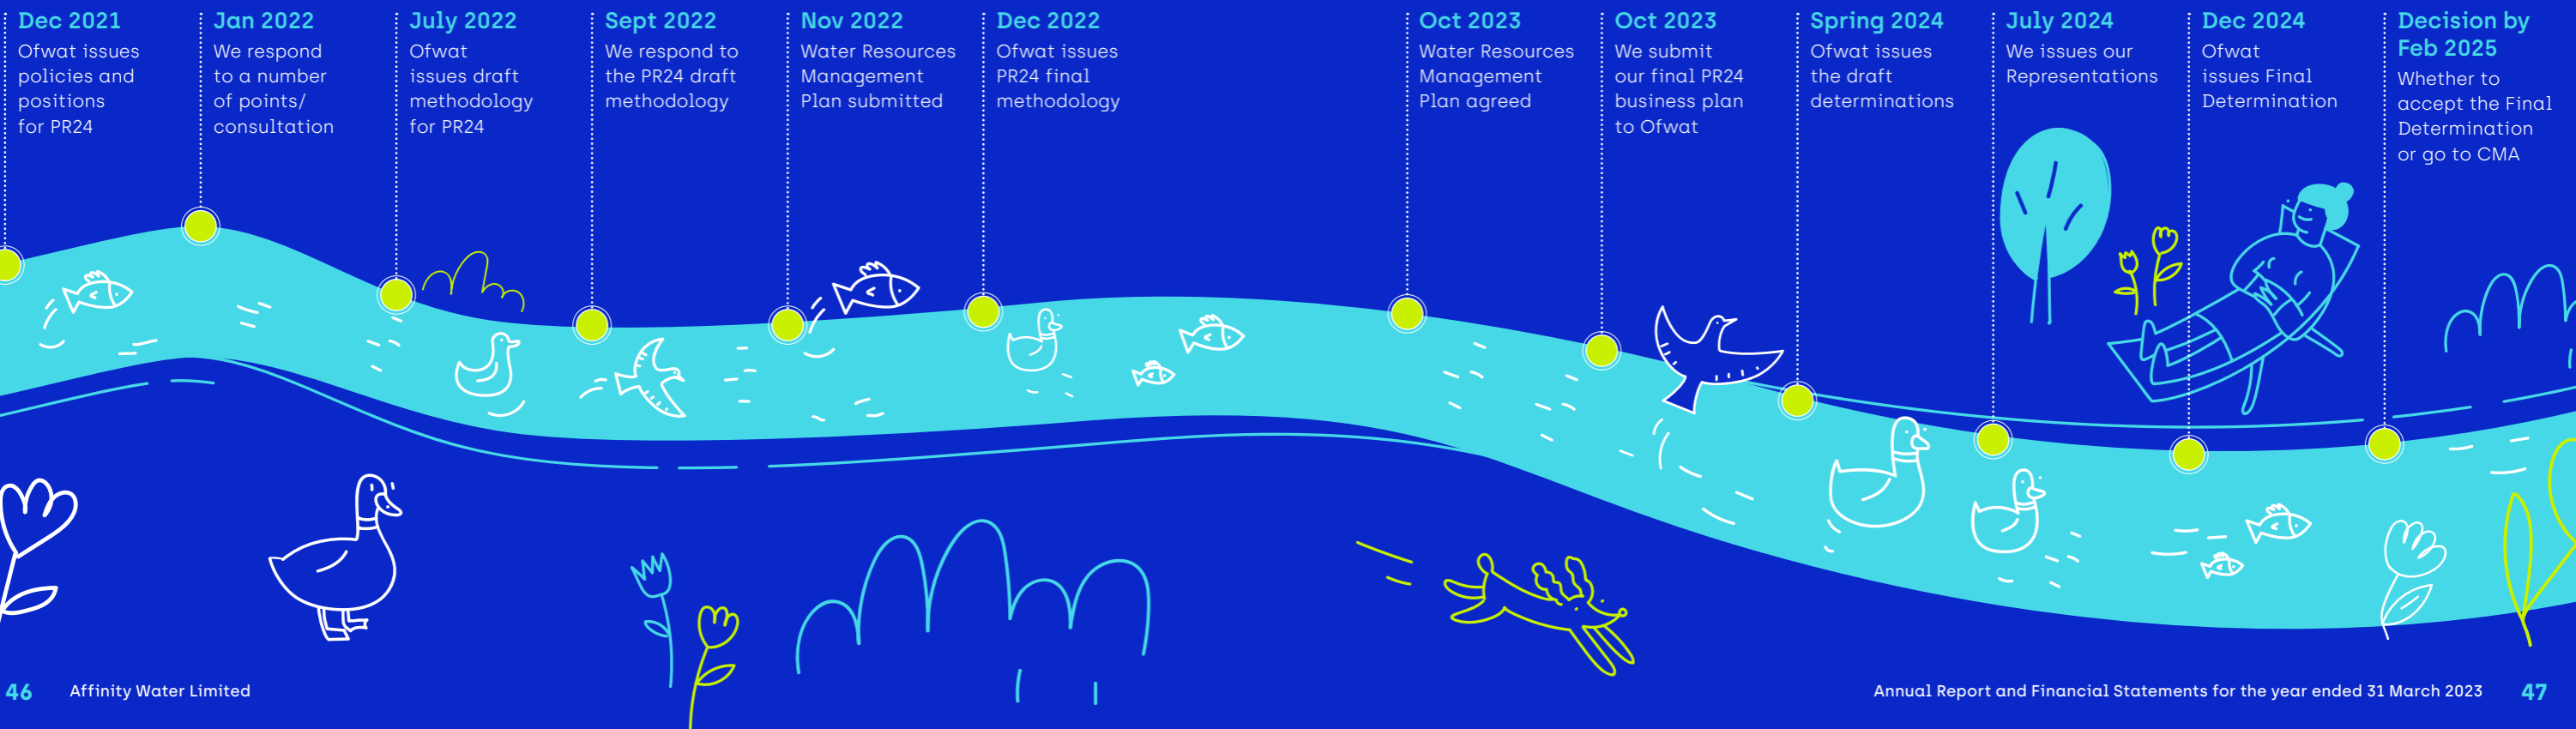 Dec 2021
Ofwat issues
policies and
positions
for PR24
Jan 2022
We respond
to a number
of points/
consultation
July 2022
Ofwat
issues draft
methodology
for PR24
Sept 2022
We respond to
the PR24 draft
methodology
Nov 2022
Water Resources
Management
Plan submitted
Dec 2022
Ofwat issues
PR24 final
methodology
Oct 2023
Water Resources
Management
Plan agreed
Oct 2023
We submit
our final PR24
business plan
to Ofwat
Spring 2024
Ofwat issues
the draft
determinations
July 2024
We issues our
Representations
Dec 2024
Ofwat
issues Final
Determination
Decision by
Feb 2025
Whether to
accept the Final
Determination
or go to CMA
46 Affinity Water Limited
Annual Report and Financial Statements for the year ended 31 March 2023 47